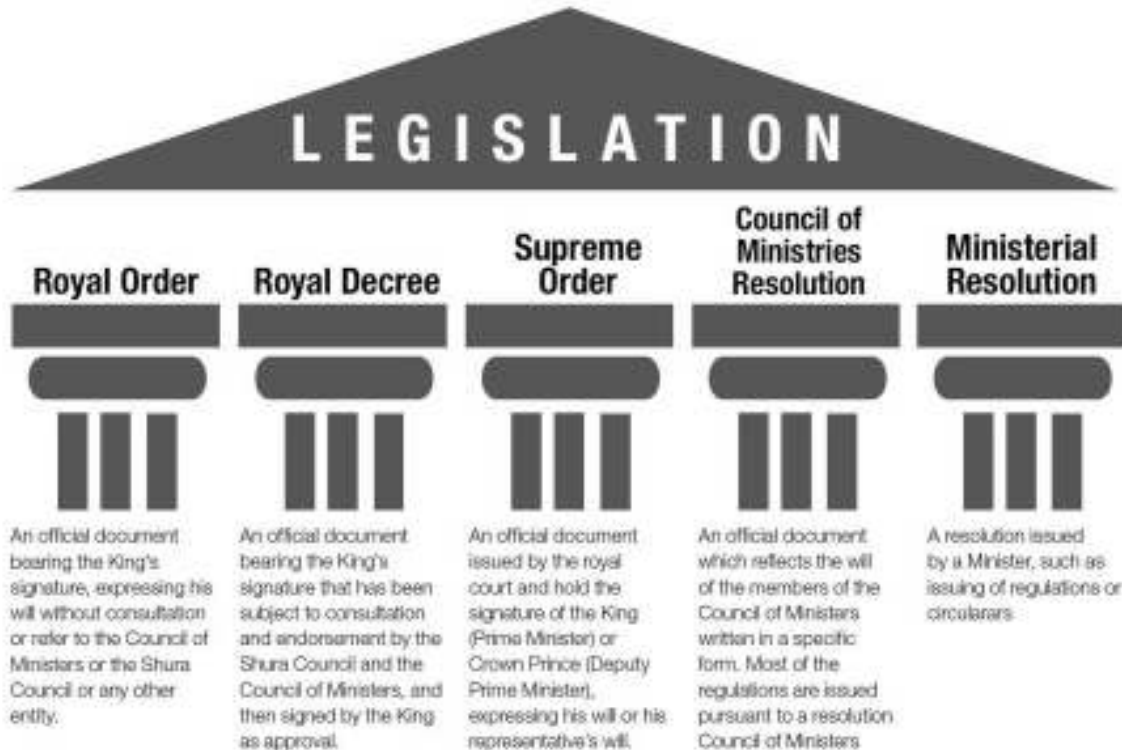 LEGISLATION
Royal Order
An official document
bearing the King's
signature, expressing his
will without consultation
or refer to the Council of
Ministers or the Shura
Council or any other
entity.
Royal Decree
An official document
bearing the King's
signature that has been
subject to consultation
and endorsement by the
Shura Council and the
Council of Ministers, and
then signed by the King
as approval.
Supreme
Order
An official document
issued by the royal
court and hold the
signature of the King
(Prime Minister) or
Crown Prince (Deputy
Prime Minister),
expressing his will or his
representative's will.
Council of
Ministries
Resolution
An official document
which reflects the will
of the members of the
Council of Ministers
written in a specific
form. Most of the
regulations are issued
pursuant to a resolution
Council of Ministers
Ministerial
Resolution
A resolution issued
by a Minister, such as
issuing of regulations or
circularars